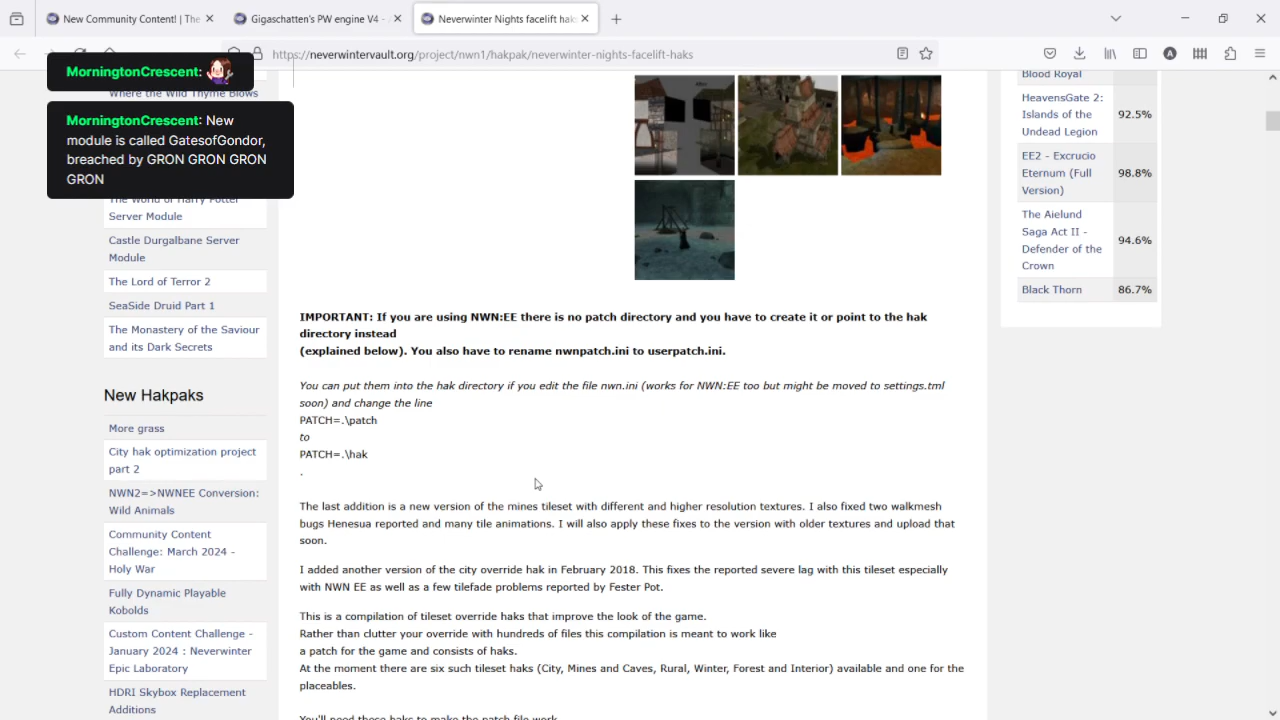 New Community Content! | The
Gigaschatten's PW engine V4 -
Neverwinter Nights facelift hak
https://neverwintervault.org/project/nwn1/hakpak/neverwinter-nights-facelift-haks
MorningtonCrescent:
MorningtonCrescent: New
module is called GatesofGondor,
breached by GRON GRON GRON
GRON
Where the Wild Thyme Blows
The World of Harry Potter
Server Module
Castle Durgalbane Server
Module
The Lord of Terror 2
SeaSide Druid Part 1
The Monastery of the Saviour
and its Dark Secrets
New Hakpaks
More grass
City hak optimization project
part 2
NWN2=>NWNEE Conversion:
Wild Animals
Community Content
Challenge: March 2024 -
Holy War
Fully Dynamic Playable
Kobolds
Custom Content Challenge -
January 2024 : Neverwinter
Epic Laboratory
HDRI Skybox Replacement
Additions
IMPORTANT: If you are using NWN:EE there is no patch directory and you have to create it or point to the hak
directory instead
(explained below). You also have to rename nwnpatch.ini to userpatch.ini.
You can put them into the hak directory if you edit the file nwn.ini (works for NWN:EE too but might be moved to settings.tml
soon) and change the line
PATCH=.\patch
to
PATCH=.\hak
.
The last addition is a new version of the mines tileset with different and higher resolution textures. I also fixed two walkmesh
bugs Henesua reported and many tile animations. I will also apply these fixes to the version with older textures and upload that
soon.
I added another version of the city override hak in February 2018. This fixes the reported severe lag with this tileset especially
with NWN EE as well as a few tilefade problems reported by Fester Pot.
This is a compilation of tileset override haks that improve the look of the game.
Rather than clutter your override with hundreds of files this compilation is meant to work like
a patch for the game and consists of haks.
At the moment there are six such tileset haks (City, Mines and Caves, Rural, Winter, Forest and Interior) available and one for the
placeables.
You'll need these haks to make the patch file work
Blood Royal
HeavensGate 2:
Islands of the
Undead Legion
92.5%
EE2 - Excrucio
Eternum (Full
Version)
98.8%
The Aielund
Saga Act II -
Defender of the
Crown
94.6%
Black Thorn
86.7%